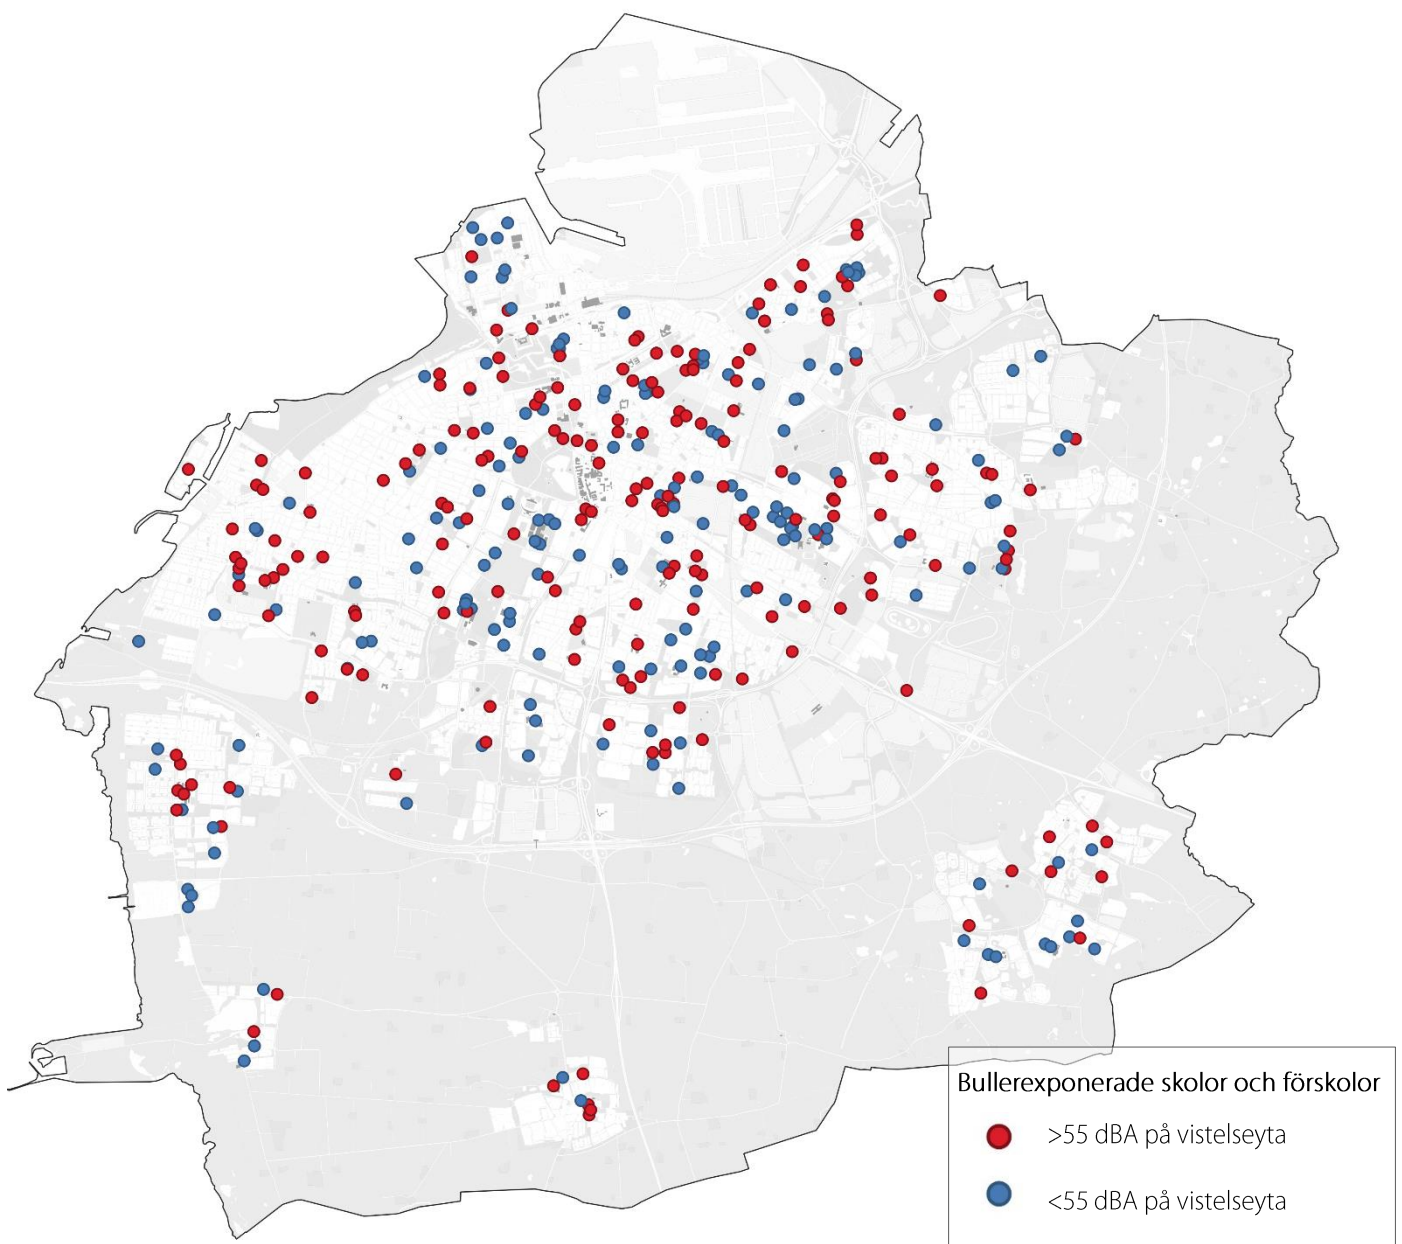 Bullerexponerade skolor och förskolor
>55 dBA på vistelseyta
<55 dBA på vistelseyta